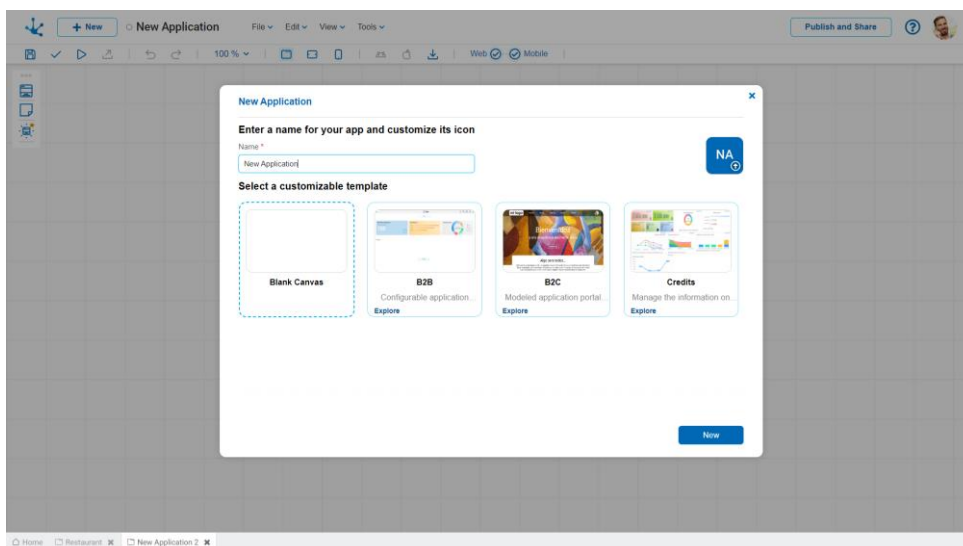 + New
New Application
File Edit View Tools
Publish and Share
?
100 %
Web Mobile
New Application
Enter a name for your app and customize its icon
Name *
New Application
NA
Select a customizable template
Blank Canvas
B2B
Configurable application...
Explore
Bienvenidos
B2C
Modeled application portal...
Explore
Credits
Manage the information on...
Explore
New
Home
Restaurant
New Application 2